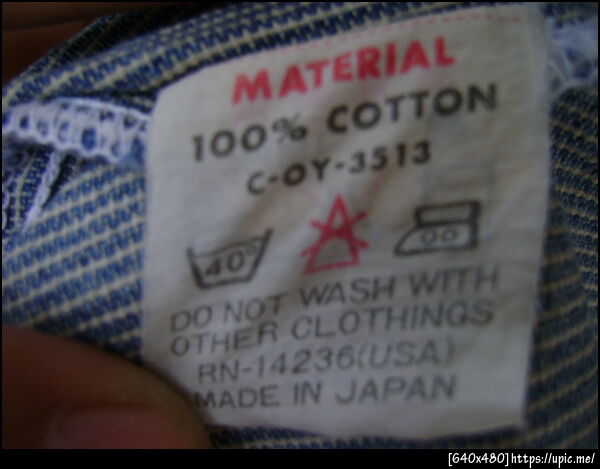 MATERIAL
100% COTTON
C-OY-3513
40°
DO NOT WASH WITH
OTHER CLOTHINGS
RN-14236(USA)
MADE IN JAPAN
[640x480]https://upic.me/